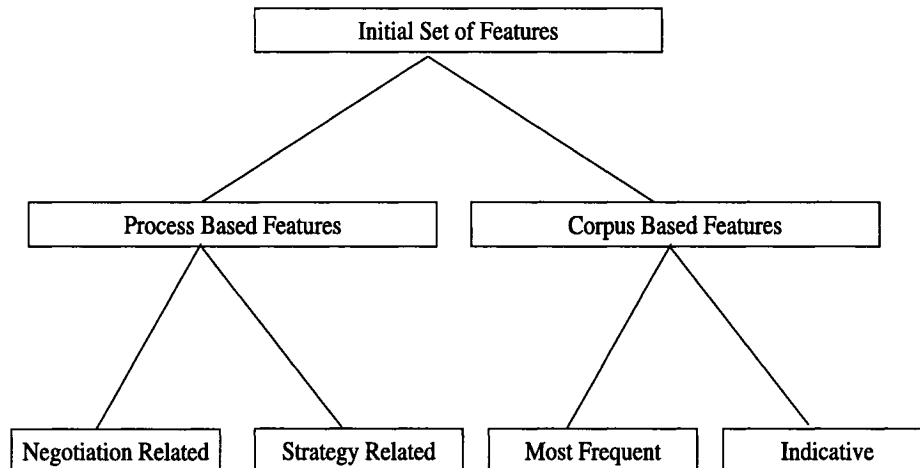 Initial Set of Features
Process Based Features
Corpus Based Features
Negotiation Related
Strategy Related
Most Frequent
Indicative